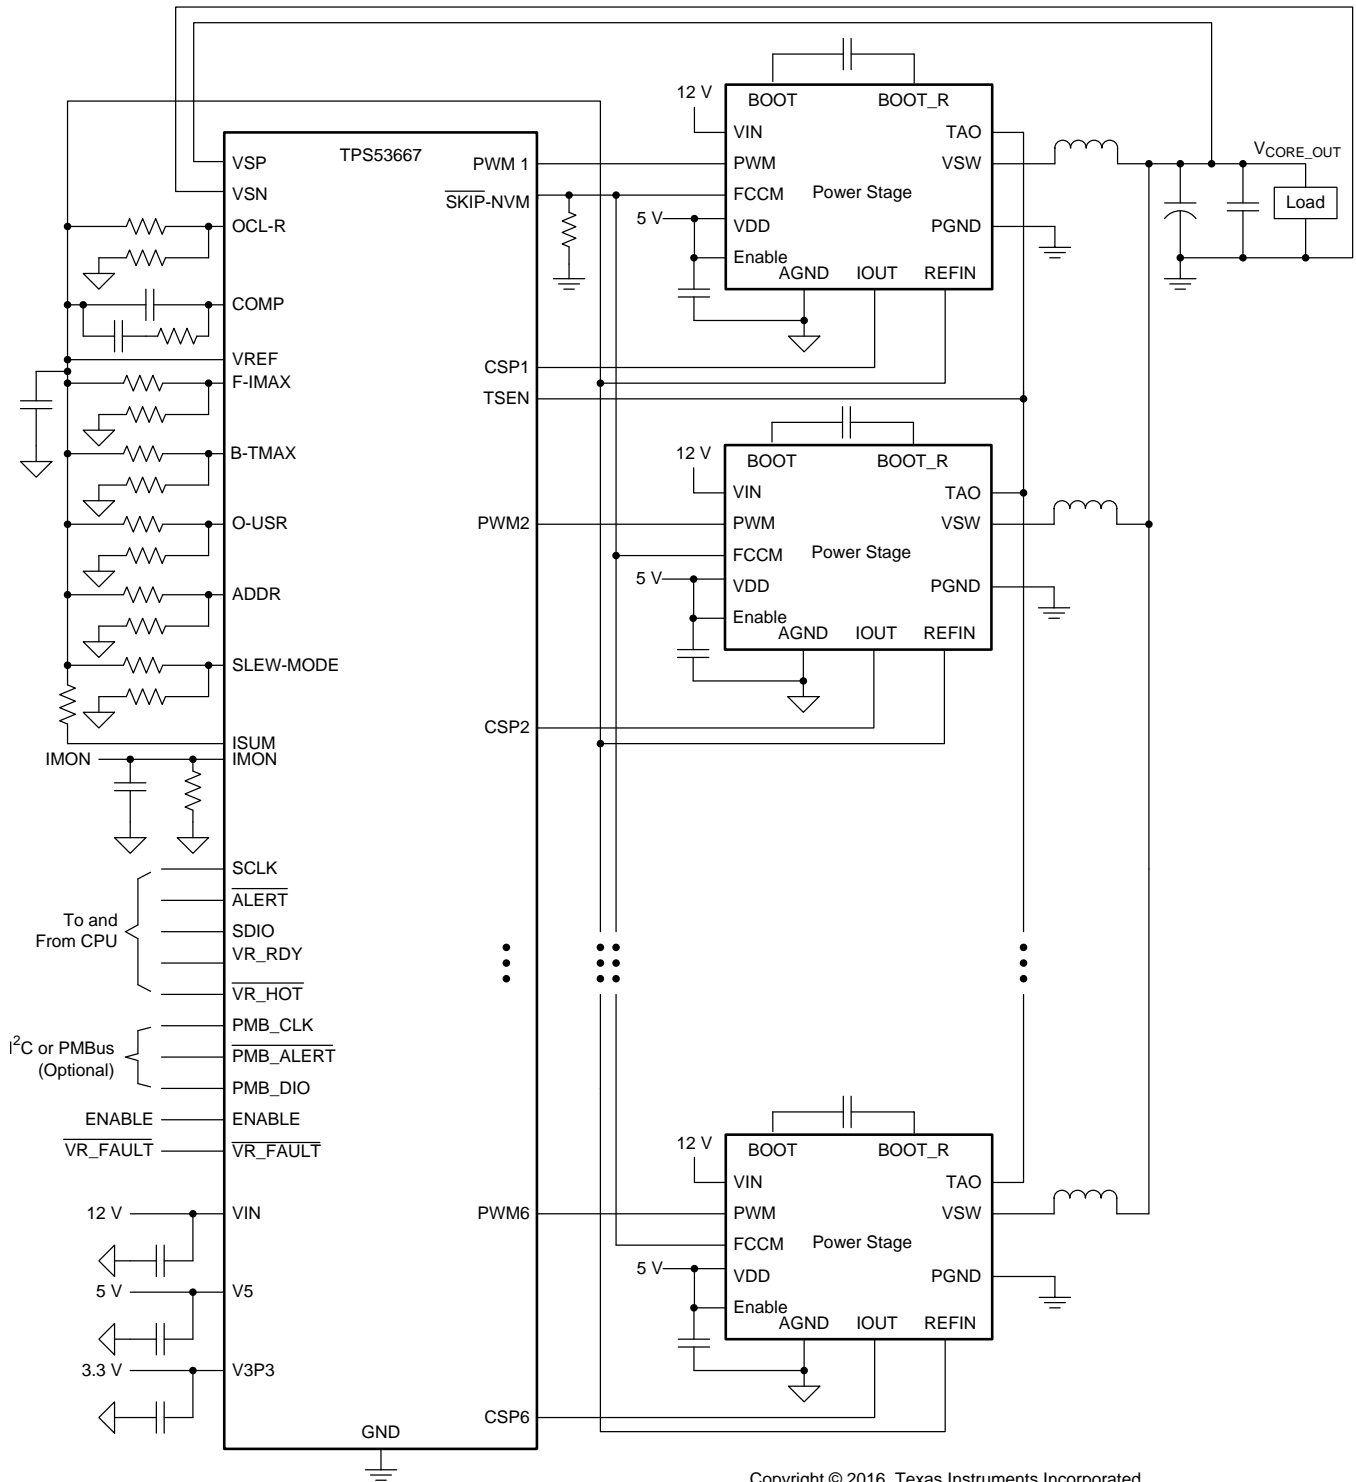 TPS53667
VSP
VSN
OCL-R
COMP
VREF
F-IMAX
B-TMAX
O-USR
ADDR
SLEW-MODE
ISUM
IMON
IMON
SCLK
ALERT
SDIO
VR_RDY
VR_HOT
To and
From CPU
PMB_CLK
PMB_ALERT
PMB_DIO
I2C or PMBus
(Optional)
ENABLE
ENABLE
VR_FAULT
VR_FAULT
12 V
VIN
5 V
V5
3.3 V
V3P3
GND
PWM 1
SKIP-NVM
CSP1
TSEN
PWM2
CSP2
PWM6
CSP6
12 V
BOOT
BOOT_R
VIN
TAO
PWM
VSW
Power Stage
FCCM
5 V
VDD
PGND
Enable
AGND
IOUT
REFIN
VCORE_OUT
Load
12 V
BOOT
BOOT_R
VIN
TAO
PWM
VSW
Power Stage
FCCM
5 V
VDD
PGND
Enable
AGND
IOUT
REFIN
12 V
BOOT
BOOT_R
VIN
TAO
PWM
VSW
Power Stage
FCCM
5 V
VDD
PGND
Enable
AGND
IOUT
REFIN
Copyright © 2016, Texas Instruments Incorporated